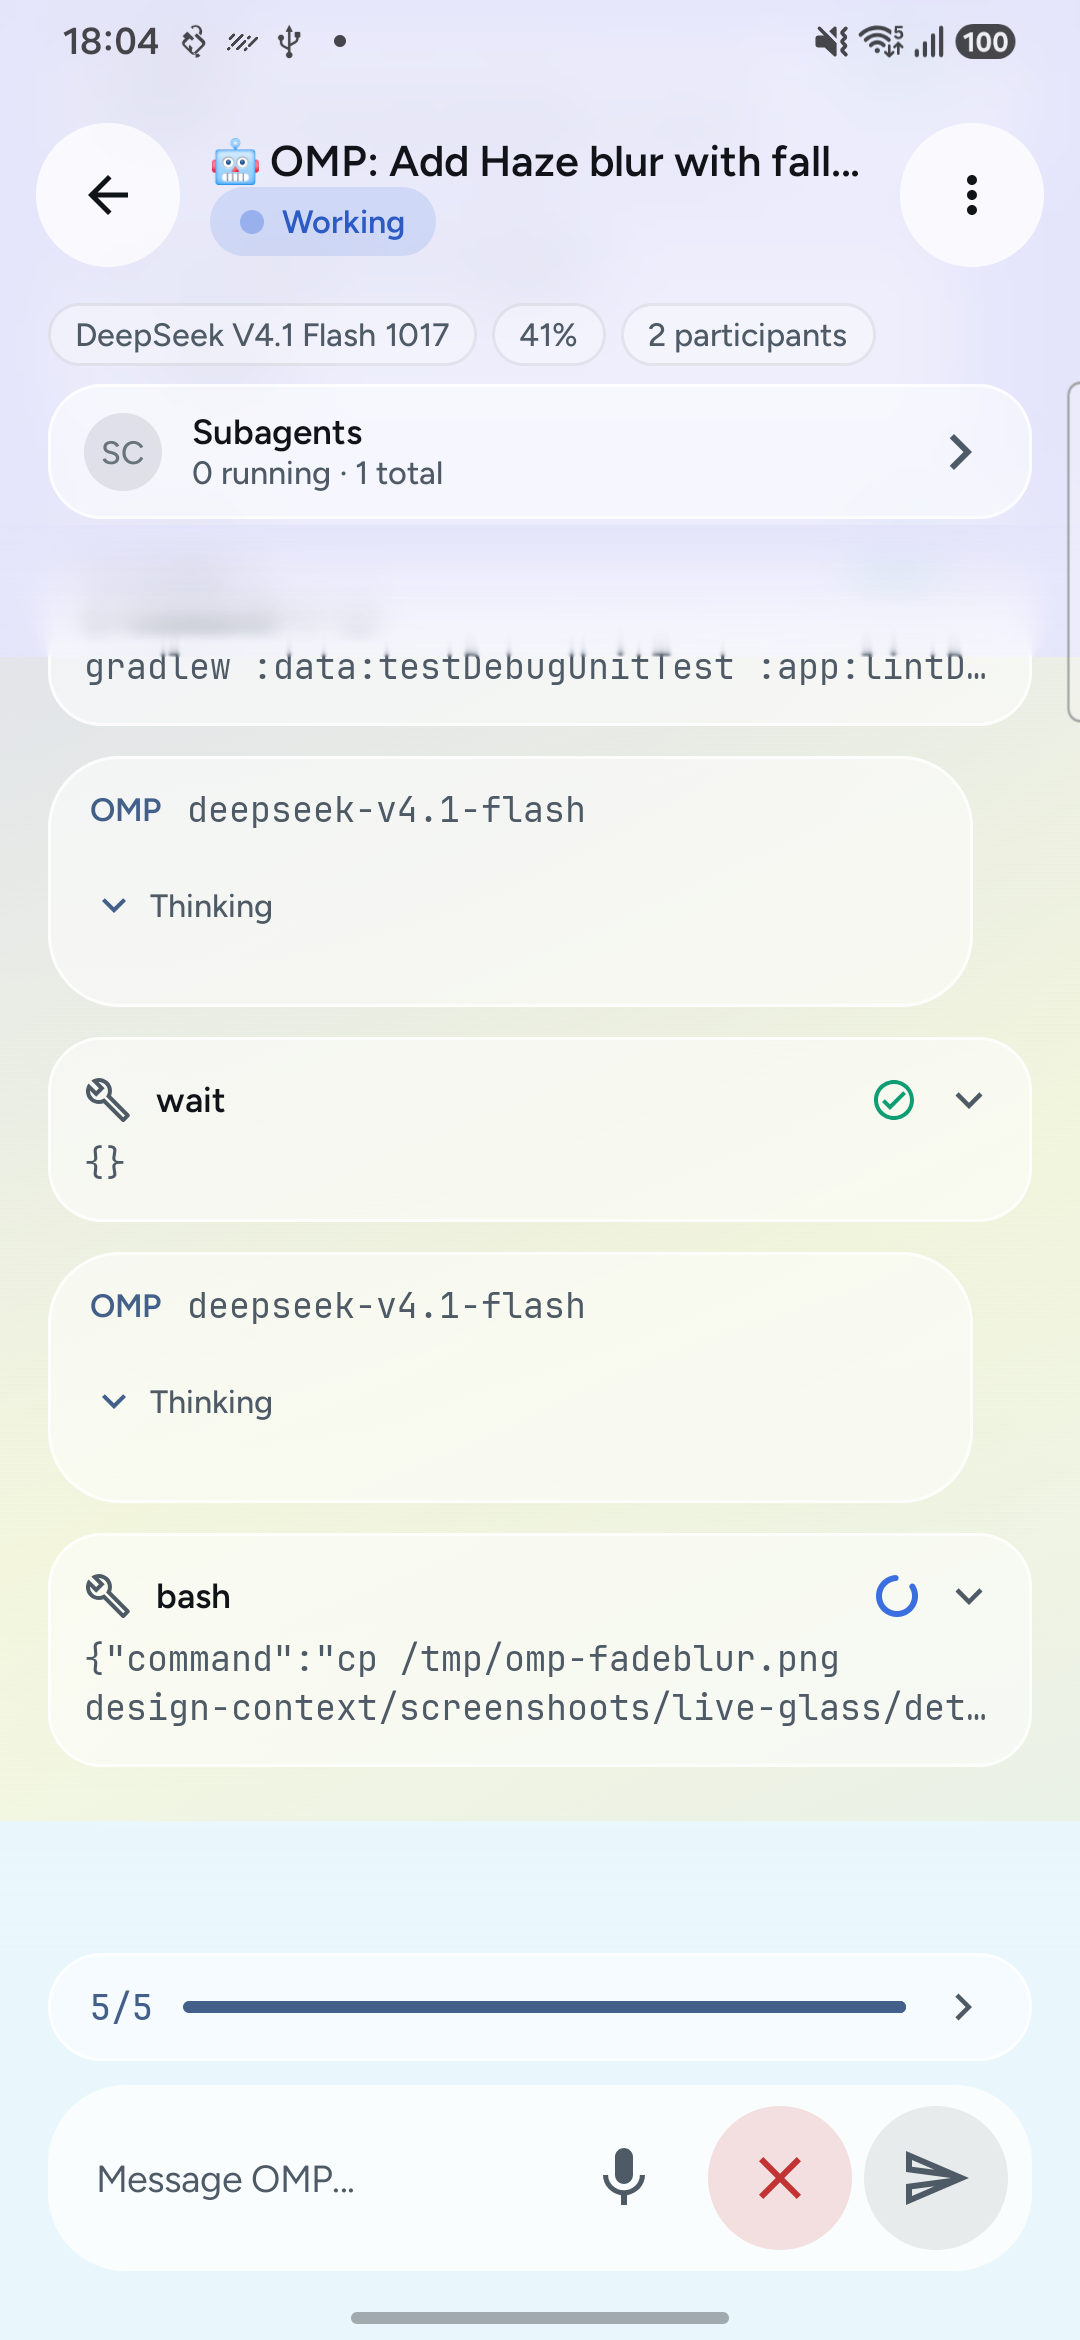 18:04
5
100
OMP: Add Haze blur with fall...
Working
DeepSeek V4.1 Flash 1017
41%
2 participants
SC
Subagents
0 running · 1 total
gradlew :data:testDebugUnitTest :app:lintD…
OMP deepseek-v4.1-flash
Thinking
wait
{}
OMP deepseek-v4.1-flash
Thinking
bash
{"command":"cp /tmp/omp-fadeblur.png
design-context/screenshoots/live-glass/det…
5/5
Message OMP...